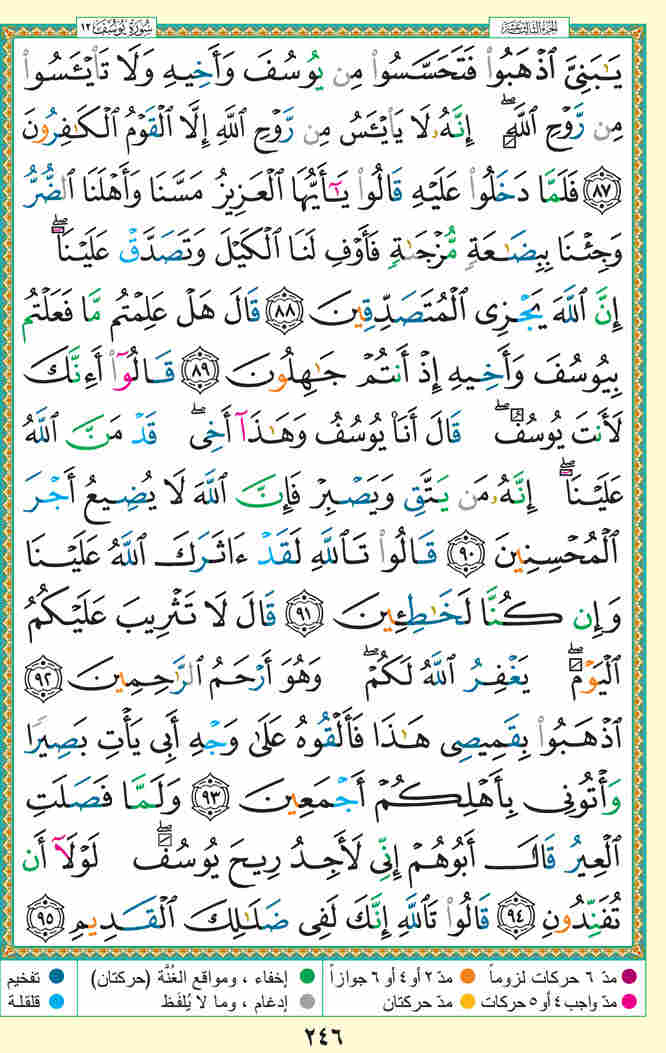 الجزء الثالث عشر
سُورَةُ يُوسُف ١٢
يَٰبَنِىَّ ٱذْهَبُوا۟ فَتَحَسَّسُوا۟ مِن يُوسُفَ وَأَخِيهِ وَلَا تَا۟يْـَٔسُوا۟
مِن رَّوْحِ ٱللَّهِ ۖ إِنَّهُۥ لَا يَا۟يْـَٔسُ مِن رَّوْحِ ٱللَّهِ إِلَّا ٱلْقَوْمُ ٱلْكَٰفِرُونَ
٨٧ فَلَمَّا دَخَلُوا۟ عَلَيْهِ قَالُوا۟ يَٰٓأَيُّهَا ٱلْعَزِيزُ مَسَّنَا وَأَهْلَنَا ٱلضُّرُّ
وَجِئْنَا بِبِضَٰعَةٍ مُّزْجَىٰةٍ فَأَوْفِ لَنَا ٱلْكَيْلَ وَتَصَدَّقْ عَلَيْنَآ ۖ
إِنَّ ٱللَّهَ يَجْزِى ٱلْمُتَصَدِّقِينَ ٨٨ قَالَ هَلْ عَلِمْتُم مَّا فَعَلْتُم
بِيُوسُفَ وَأَخِيهِ إِذْ أَنتُمْ جَٰهِلُونَ ٨٩ قَالُوٓا۟ أَءِنَّكَ
لَأَنتَ يُوسُفُ ۖ قَالَ أَنَا۠ يُوسُفُ وَهَٰذَآ أَخِى ۖ قَدْ مَنَّ ٱللَّهُ
عَلَيْنَآ ۖ إِنَّهُۥ مَن يَتَّقِ وَيَصْبِرْ فَإِنَّ ٱللَّهَ لَا يُضِيعُ أَجْرَ
ٱلْمُحْسِنِينَ ٩٠ قَالُوا۟ تَٱللَّهِ لَقَدْ ءَاثَرَكَ ٱللَّهُ عَلَيْنَا
وَإِن كُنَّا لَخَٰطِـِٔينَ ٩١ قَالَ لَا تَثْرِيبَ عَلَيْكُمُ
ٱلْيَوْمَ ۖ يَغْفِرُ ٱللَّهُ لَكُمْ ۖ وَهُوَ أَرْحَمُ ٱلرَّٰحِمِينَ ٩٢
ٱذْهَبُوا۟ بِقَمِيصِى هَٰذَا فَأَلْقُوهُ عَلَىٰ وَجْهِ أَبِى يَأْتِ بَصِيرًا
وَأْتُونِى بِأَهْلِكُمْ أَجْمَعِينَ ٩٣ وَلَمَّا فَصَلَتِ
ٱلْعِيرُ قَالَ أَبُوهُمْ إِنِّى لَأَجِدُ رِيحَ يُوسُفَ ۖ لَوْلَآ أَن
تُفَنِّدُونِ ٩٤ قَالُوا۟ تَٱللَّهِ إِنَّكَ لَفِى ضَلَٰلِكَ ٱلْقَدِيمِ ٩٥
مدّ ٦ حركات لزوماً مدّ ٢ أو ٤ أو ٦ جوازاً إخفاء ، ومواقع الغُنَّة (حركتان) تفخيم
مدّ واجب ٤ أو ٥ حركات مدّ حركتان إدغام ، وما لا يُلفَظ قلقلة
٢٤٦